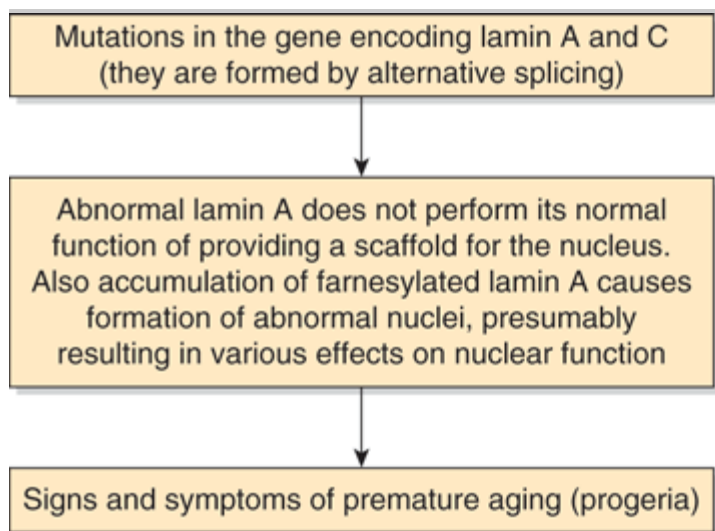 Mutations in the gene encoding lamin A and C
(they are formed by alternative splicing)
Abnormal lamin A does not perform its normal
function of providing a scaffold for the nucleus.
Also accumulation of farnesylated lamin A causes
formation of abnormal nuclei, presumably
resulting in various effects on nuclear function
Signs and symptoms of premature aging (progeria)